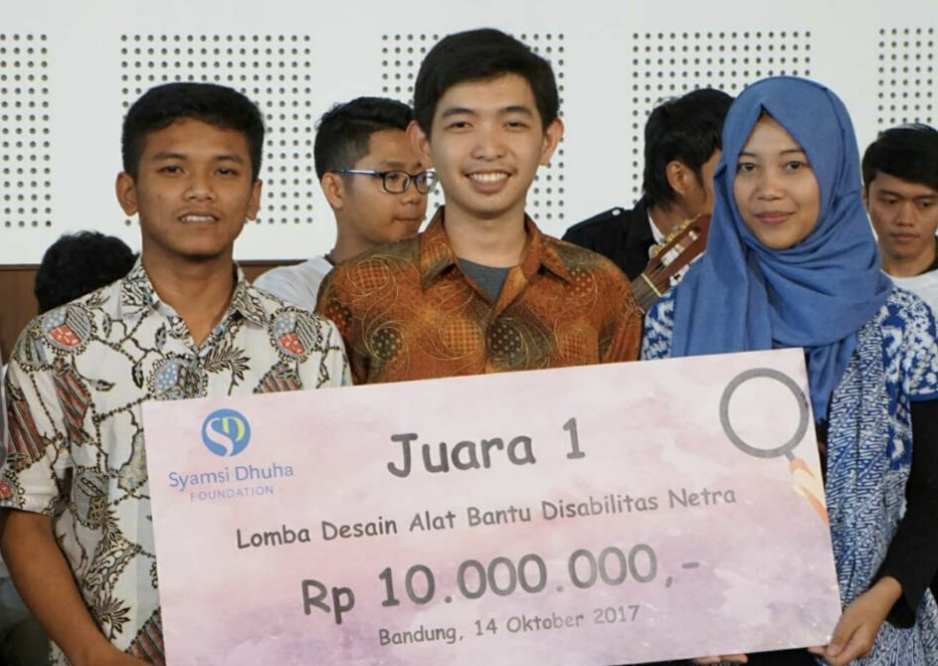 SD
Syamsi Dhuha
FOUNDATION
Juara 1
Lomba Desain Alat Bantu Disabilitas Netra
Rp 10.000.000,-
Bandung, 14 Oktober 2017